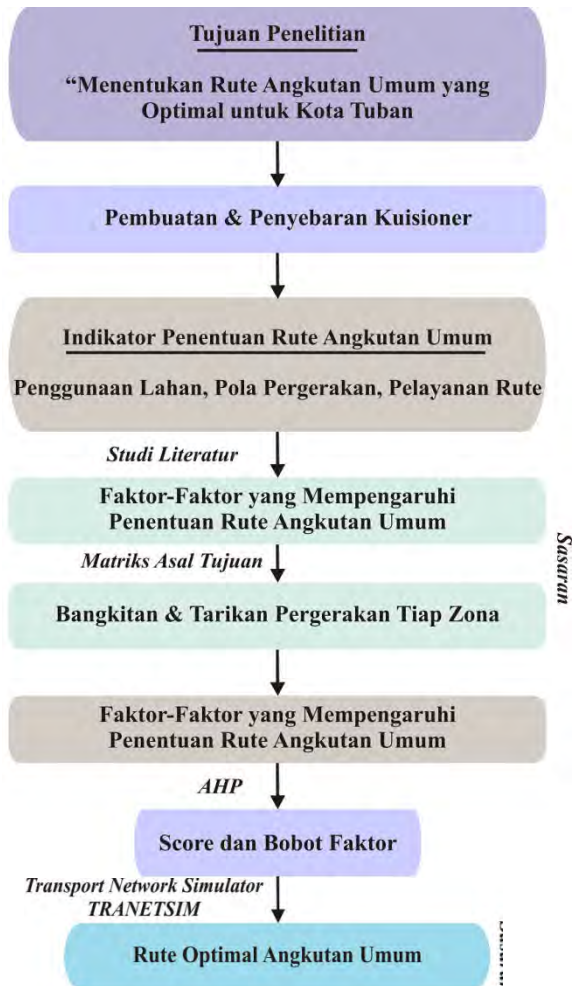 Tujuan Penelitian
“Menentukan Rute Angkutan Umum yang
Optimal untuk Kota Tuban
Pembuatan & Penyebaran Kuisioner
Indikator Penentuan Rute Angkutan Umum
Penggunaan Lahan, Pola Pergerakan, Pelayanan Rute
Studi Literatur
Faktor-Faktor yang Mempengaruhi
Penentuan Rute Angkutan Umum
Matriks Asal Tujuan
Bangkitan & Tarikan Pergerakan Tiap Zona
Sasaran
Faktor-Faktor yang Mempengaruhi
Penentuan Rute Angkutan Umum
AHP
Score dan Bobot Faktor
Transport Network Simulator
TRANETSIM
Rute Optimal Angkutan Umum